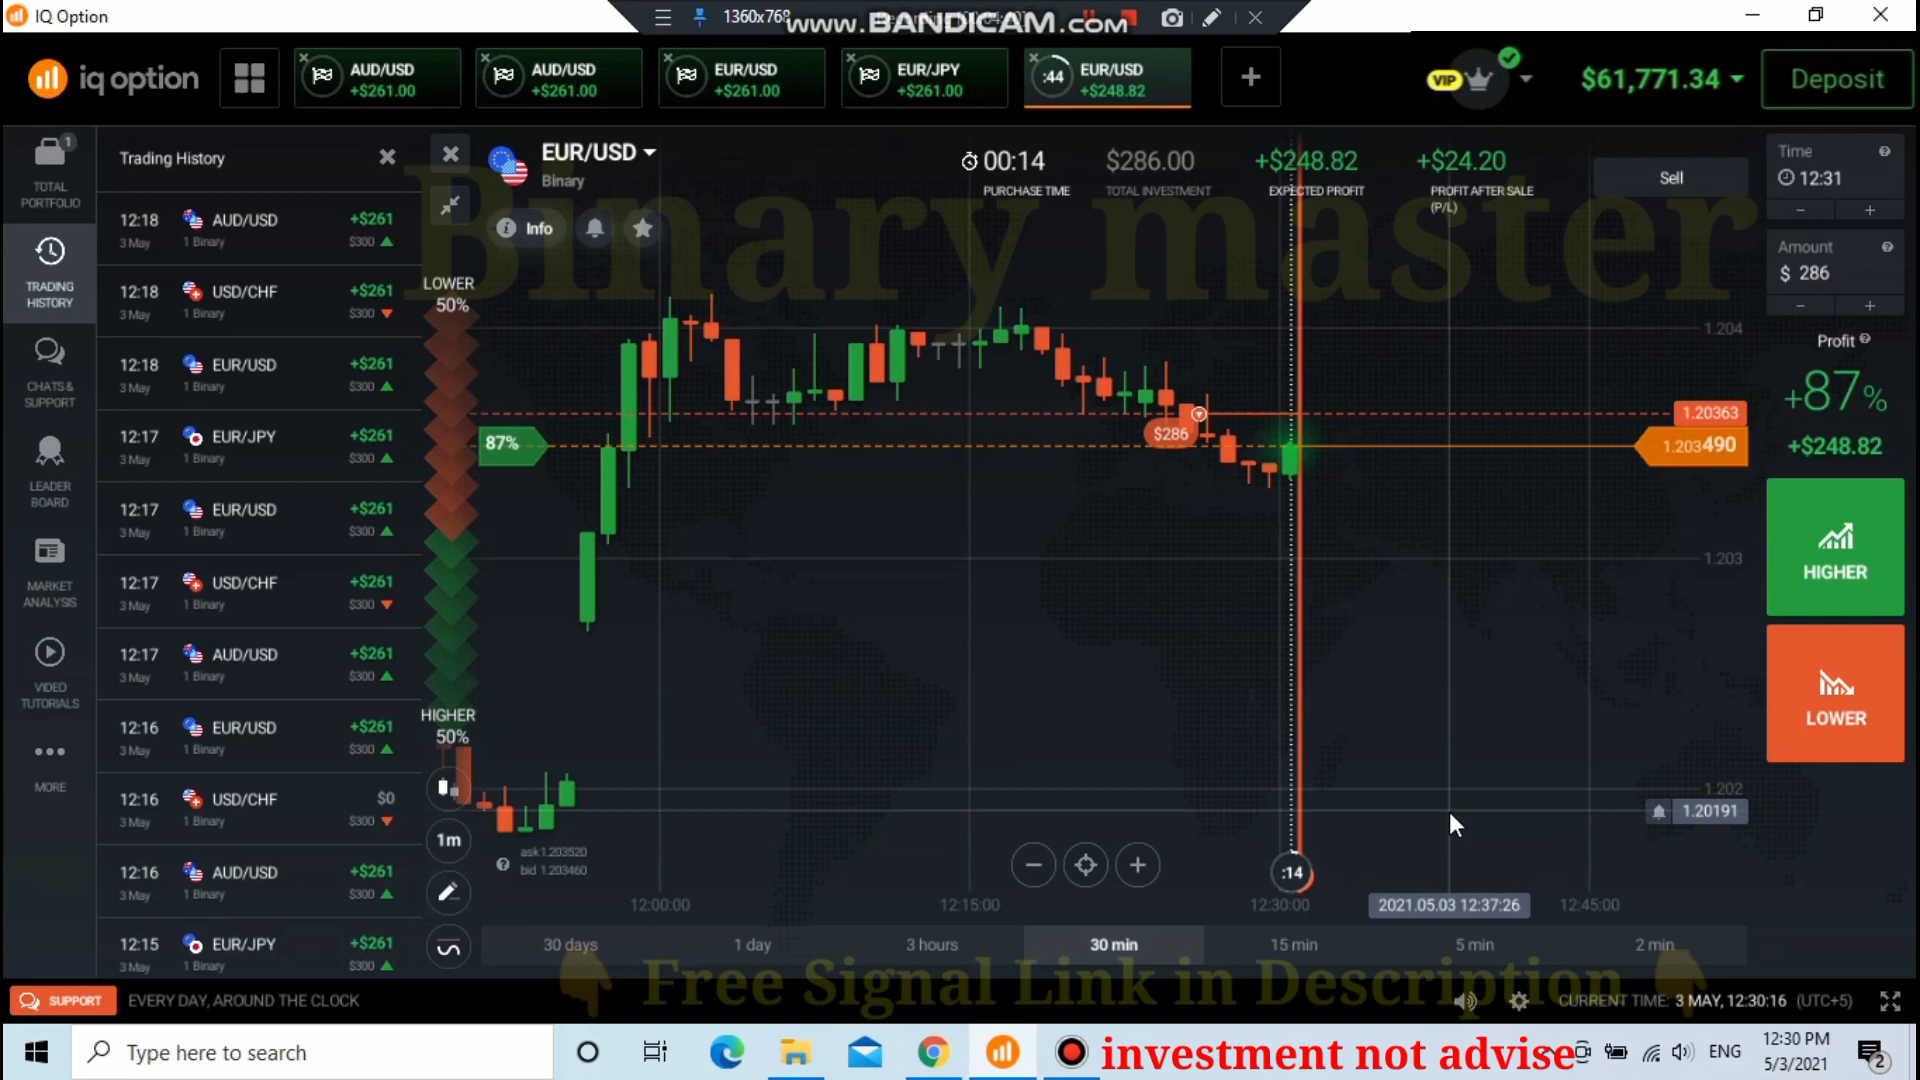 IQ Option
1360x768
www.BANDICAM.com
iq option
AUD/USD
+$261.00
AUD/USD
+$261.00
EUR/USD
+$261.00
EUR/JPY
+$261.00
:44
EUR/USD
+$248.82
VIP
$61,771.34
Deposit
1
TOTAL
PORTFOLIO
TRADING
HISTORY
CHATS &
SUPPORT
LEADER
BOARD
MARKET
ANALYSIS
VIDEO
TUTORIALS
MORE
Trading History
12:18 AUD/USD +$261
3 May 1 Binary $300
12:18 USD/CHF +$261
3 May 1 Binary $300
12:18 EUR/USD +$261
3 May 1 Binary $300
12:17 EUR/JPY +$261
3 May 1 Binary $300
12:17 EUR/USD +$261
3 May 1 Binary $300
12:17 USD/CHF +$261
3 May 1 Binary $300
12:17 AUD/USD +$261
3 May 1 Binary $300
12:16 EUR/USD +$261
3 May 1 Binary $300
12:16 USD/CHF $0
3 May 1 Binary $300
12:16 AUD/USD +$261
3 May 1 Binary $300
12:15 EUR/JPY +$261
3 May 1 Binary $300
EUR/USD
Binary
Info
00:14
PURCHASE TIME
$286.00
TOTAL INVESTMENT
+$248.82
EXPECTED PROFIT
+$24.20
PROFIT AFTER SALE
(P/L)
Sell
Binary master
LOWER
50%
87%
HIGHER
50%
$286
1.204
1.20363
1.203490
1.203
1.202
1.20191
1m
ask 1.203520
bid 1.203460
:14
12:00:00
12:15:00
12:30:00
2021.05.03 12:37:26
12:45:00
30 days
1 day
3 hours
30 min
15 min
5 min
2 min
Time
12:31
Amount
$ 286
Profit
+87%
+$248.82
HIGHER
LOWER
Free Signal Link in Description
SUPPORT
EVERY DAY, AROUND THE CLOCK
CURRENT TIME: 3 MAY, 12:30:16 (UTC+5)
Type here to search
investment not advise
ENG
12:30 PM
5/3/2021
2